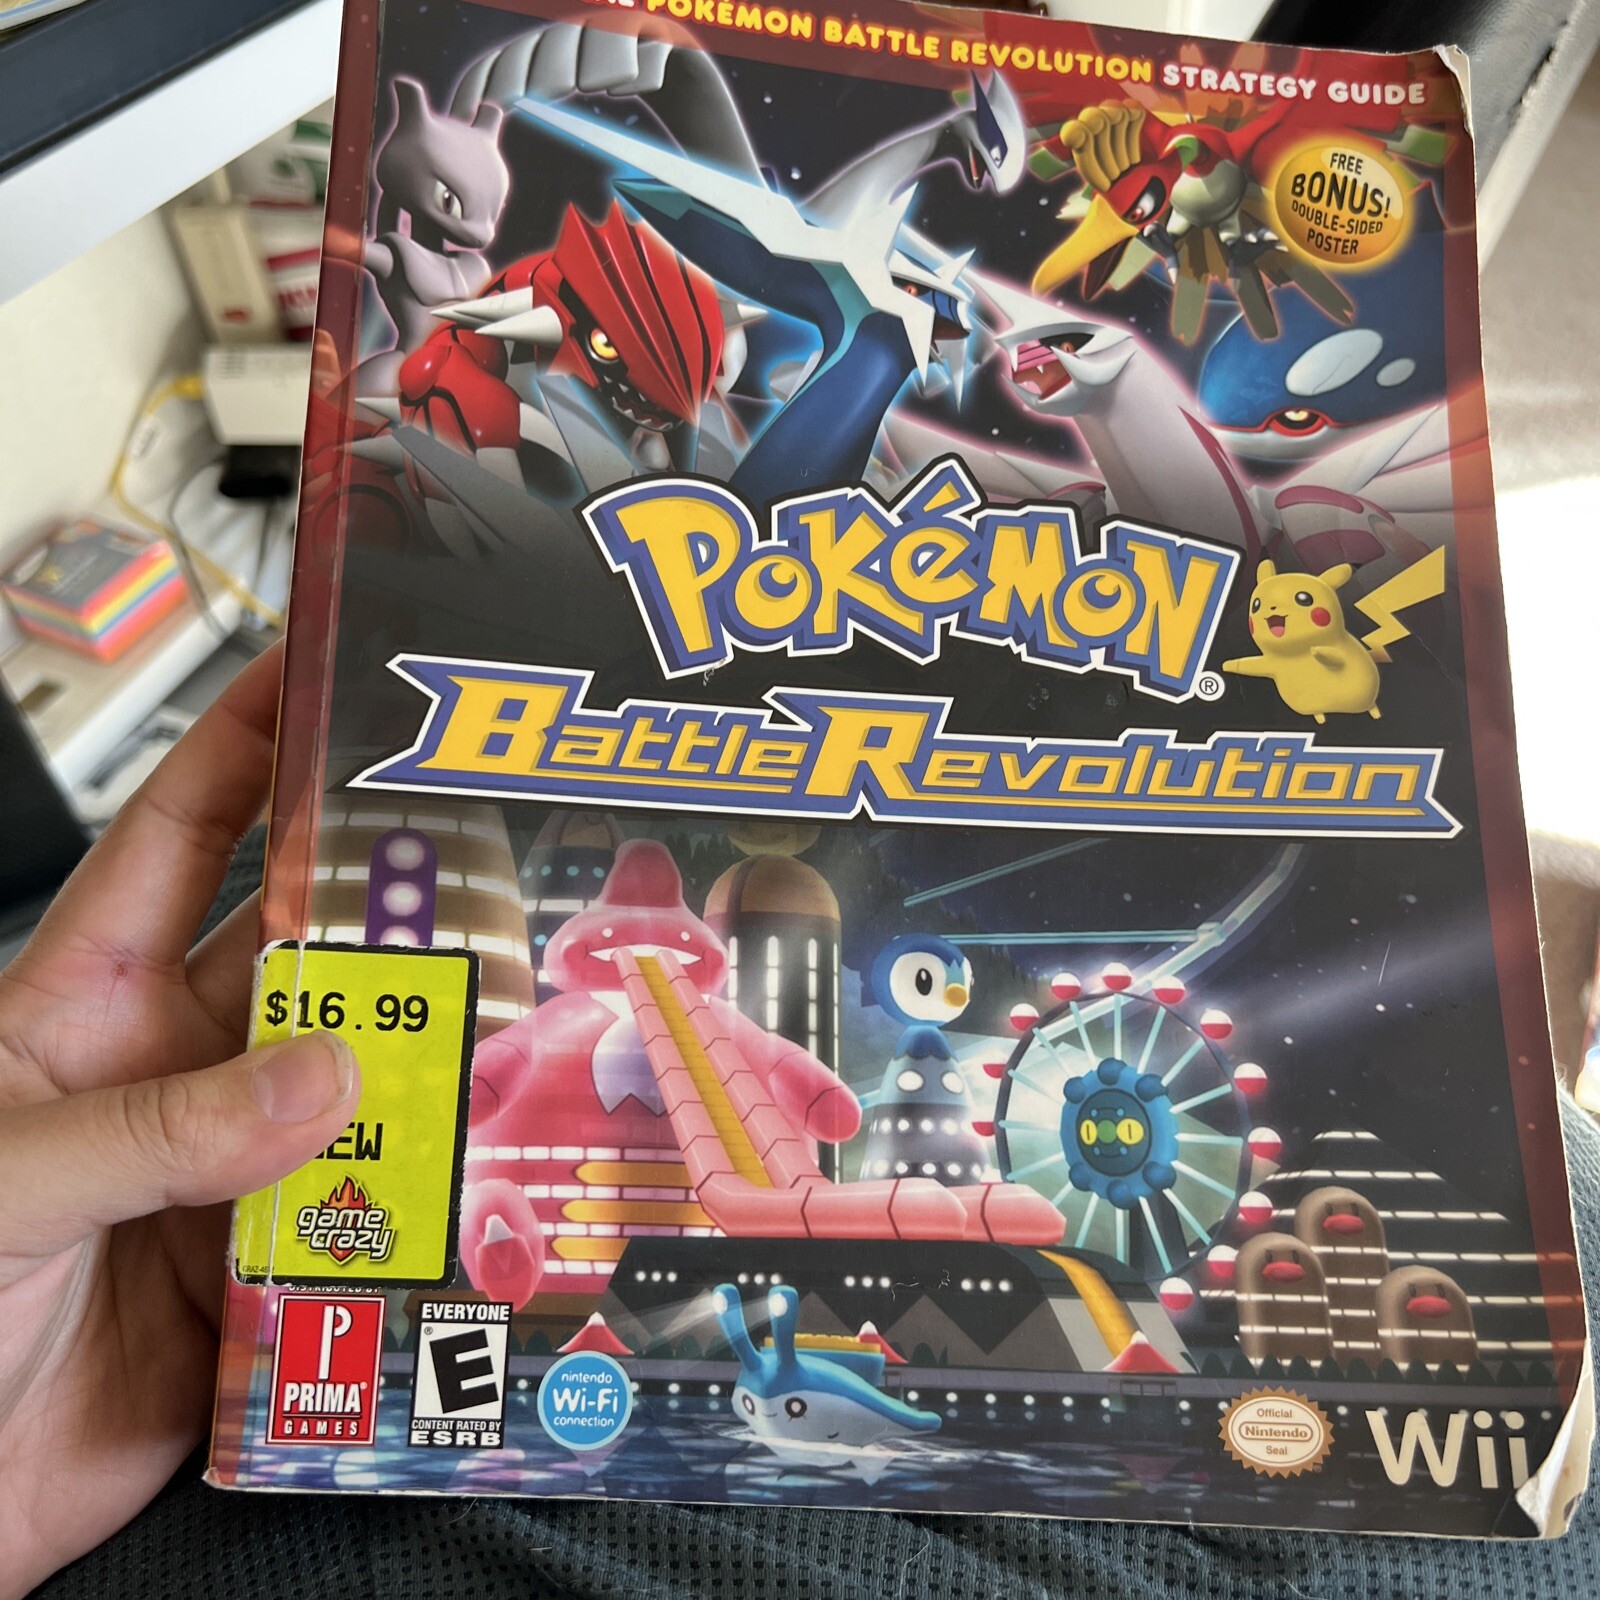 POKÉMON BATTLE REVOLUTION STRATEGY GUIDE
FREE
BONUS!
DOUBLE-SIDED
POSTER
POKéMON
®
Battle Revolution
$16.99
game
crazy
PRIMA®
GAMES
EVERYONE
E
®
CONTENT RATED BY
ESRB
nintendo
Wi-Fi
connection
Official
Nintendo
Seal
Wii